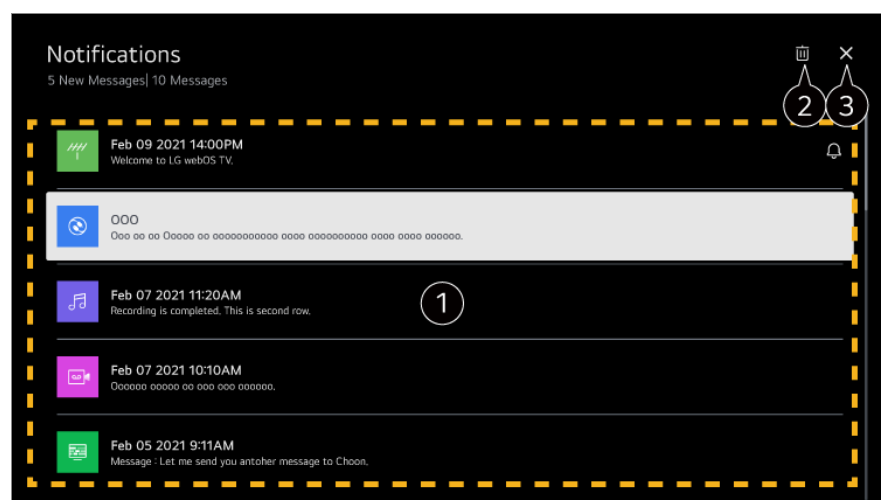 Notifications
5 New Messages| 10 Messages
2 3
Feb 09 2021 14:00PM
Welcome to LG webOS TV.
OOO
Ooo oo oo Ooooo oo ooooooooooo oooo oooooooooo oooo oooo oooooo.
Feb 07 2021 11:20AM
Recording is completed. This is second row.
1
Feb 07 2021 10:10AM
Oooooo ooooo oo ooo ooo oooooo.
Feb 05 2021 9:11AM
Message : Let me send you antoher message to Choon.